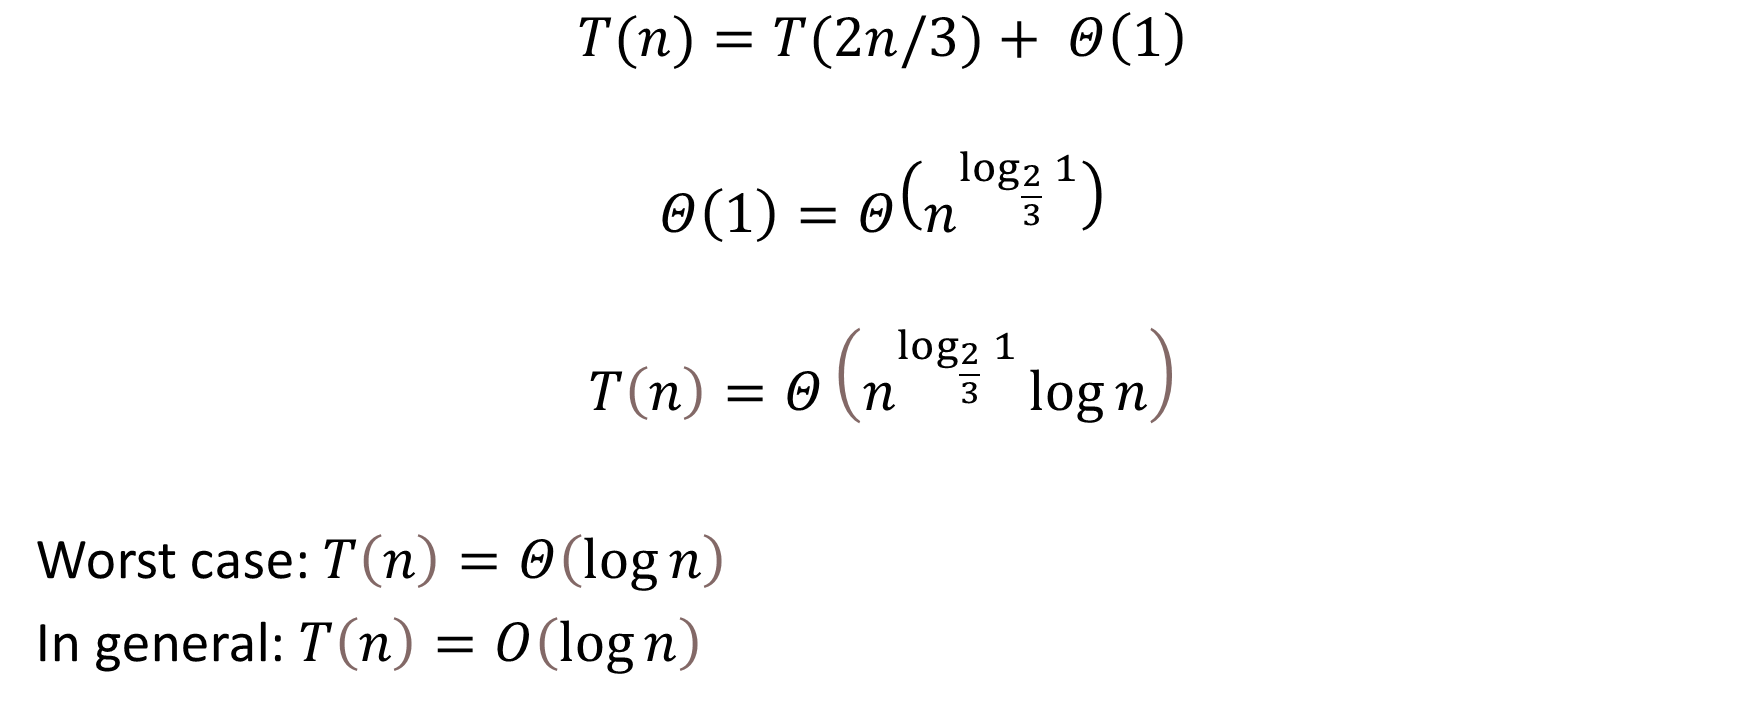 T(n) = T(2n/3) + Θ(1)
Θ(1) = Θ(n^{log_{2/3} 1})
T(n) = Θ(n^{log_{2/3} 1} log n)
Worst case: T(n) = Θ(log n)
In general: T(n) = O(log n)